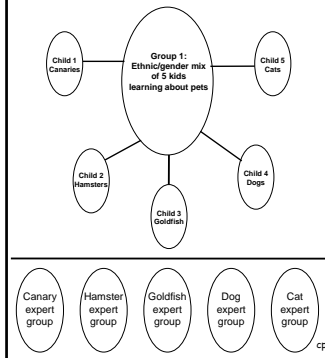 Group 1:
Ethnic/gender mix
of 5 kids
learning about pets
Child 1
Canaries
Child 5
Cats
Child 2
Hamsters
Child 4
Dogs
Child 3
Goldfish
Canary
expert
group
Hamster
expert
group
Goldfish
expert
group
Dog
expert
group
Cat
expert
group
cp